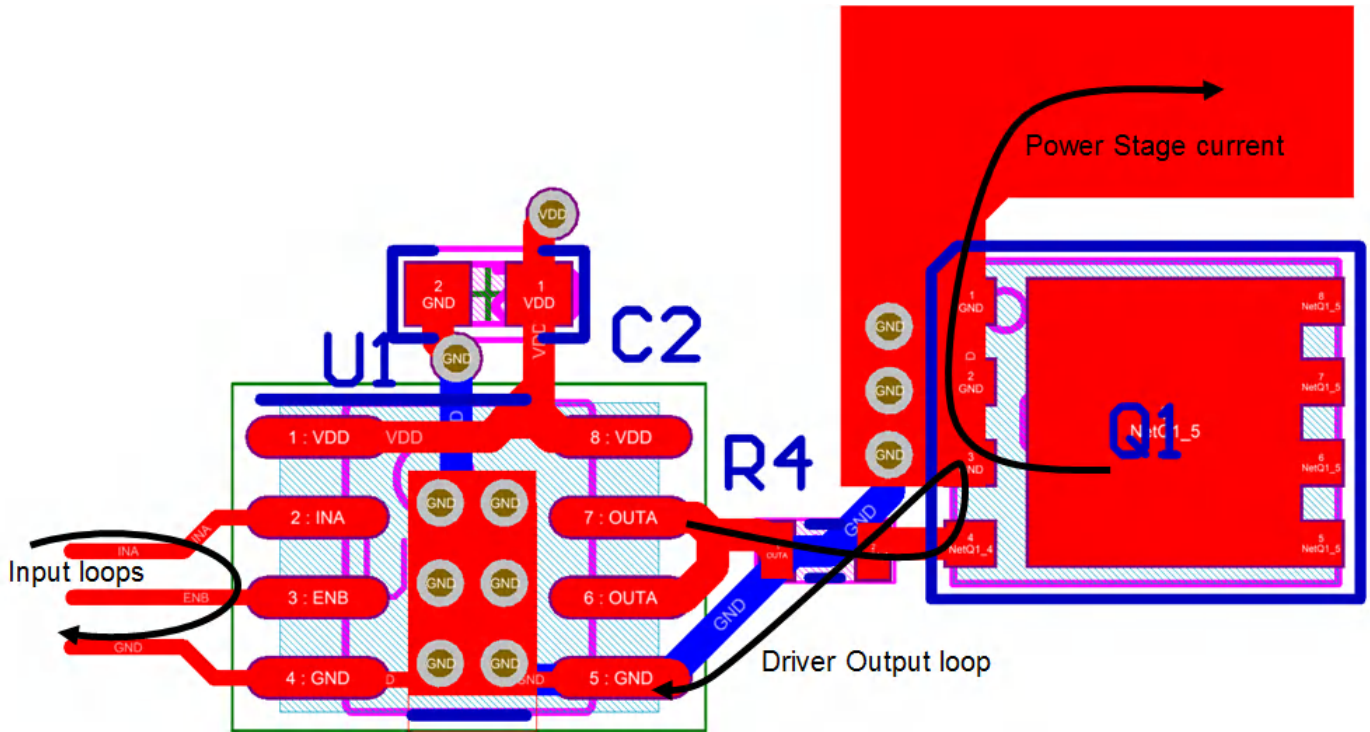 Power Stage current
VDD
2
GND
1
VDD
C2
VDD
U1
GND
GND
1
GND
8
NetQ1_5
2
GND
7
NetQ1_5
GND
1 : VDD
VDD
8 : VDD
R4
GND
3
GND
Q1
NetQ1_5
6
NetQ1_5
GND
GND
2 : INA
INA
7 : OUTA
GND
4
NetQ1_4
5
NetQ1_5
INA
OUTA
Input loops
ENB
3 : ENB
GND
GND
6 : OUTA
GND
GND
4 : GND
GND
GND
GND
5 : GND
Driver Output loop